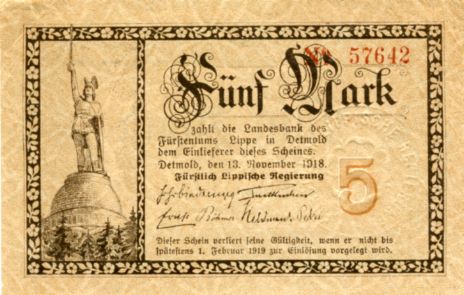 No 57642
Fünf Mark
zahlt die Landesbank des
Fürstentums Lippe in Detmold
dem Einlieferer dieses Scheines.
Detmold, den 13. November 1918.
Fürstlich Lippische Regierung
5
Dieser Schein verliert seine Gültigkeit, wenn er nicht bis
spätestens 1. Februar 1919 zur Einlösung vorgelegt wird.